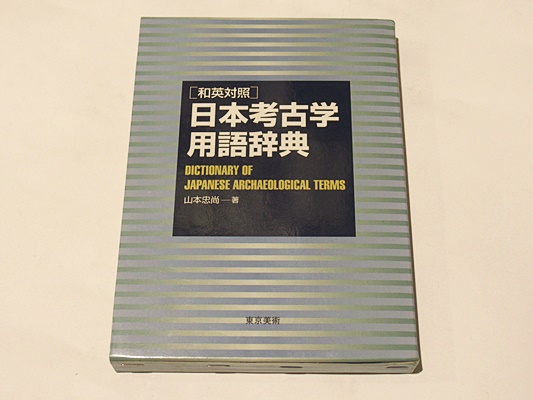 [和英対照]
日本考古学
用語辞典
DICTIONARY OF
JAPANESE ARCHAEOLOGICAL TERMS
山本忠尚—著
東京美術